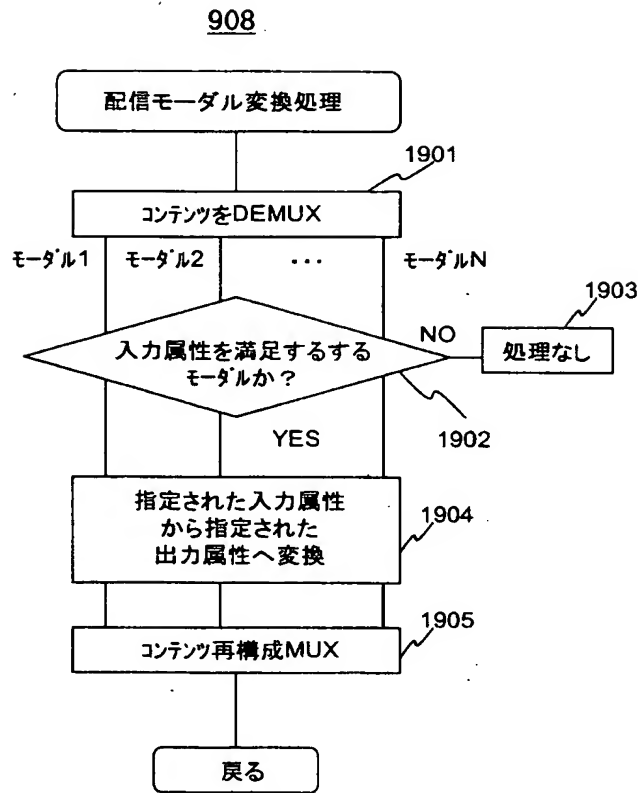 908
配信モーダル変換処理
1901
コンテンツをDEMUX
モーダル1 モーダル2 ・・・ モーダルN
1903
NO
処理なし
入力属性を満足するする
モーダルか?
1902
YES
指定された入力属性
から指定された
出力属性へ変換
1904
1905
コンテンツ再構成MUX
戻る